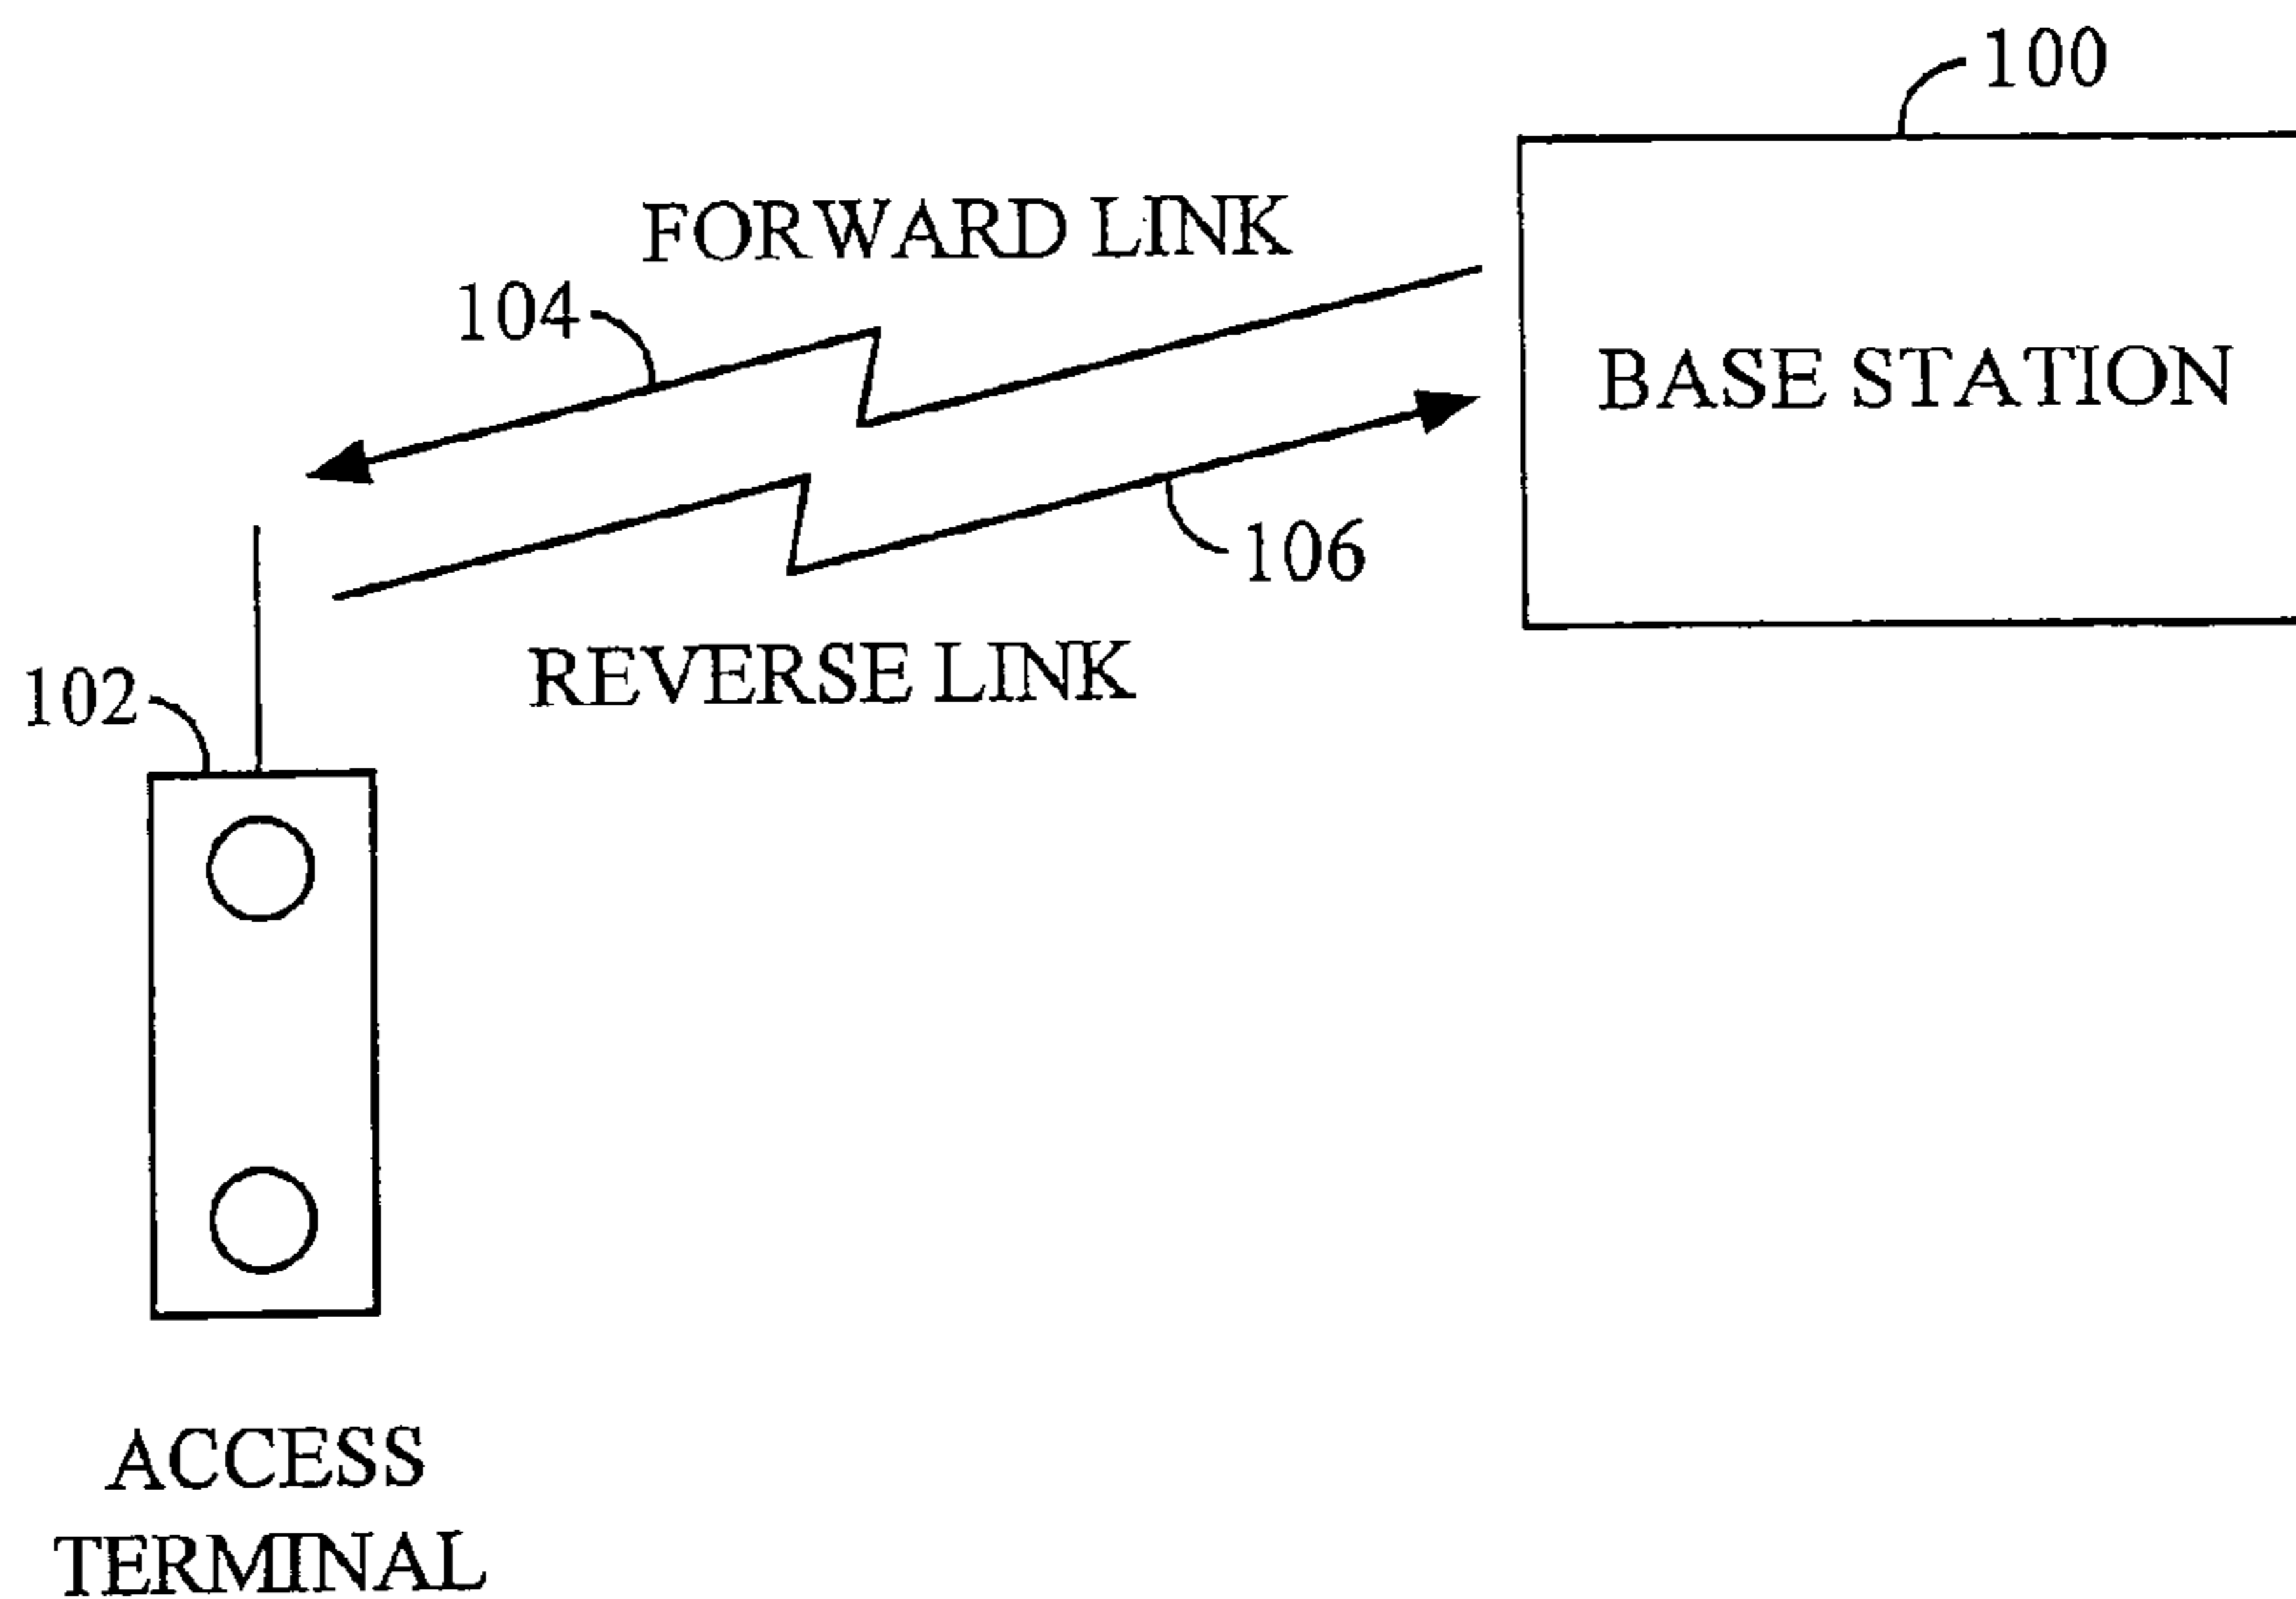 100
FORWARD LINK
104
BASE STATION
106
REVERSE LINK
102
ACCESS
TERMINAL